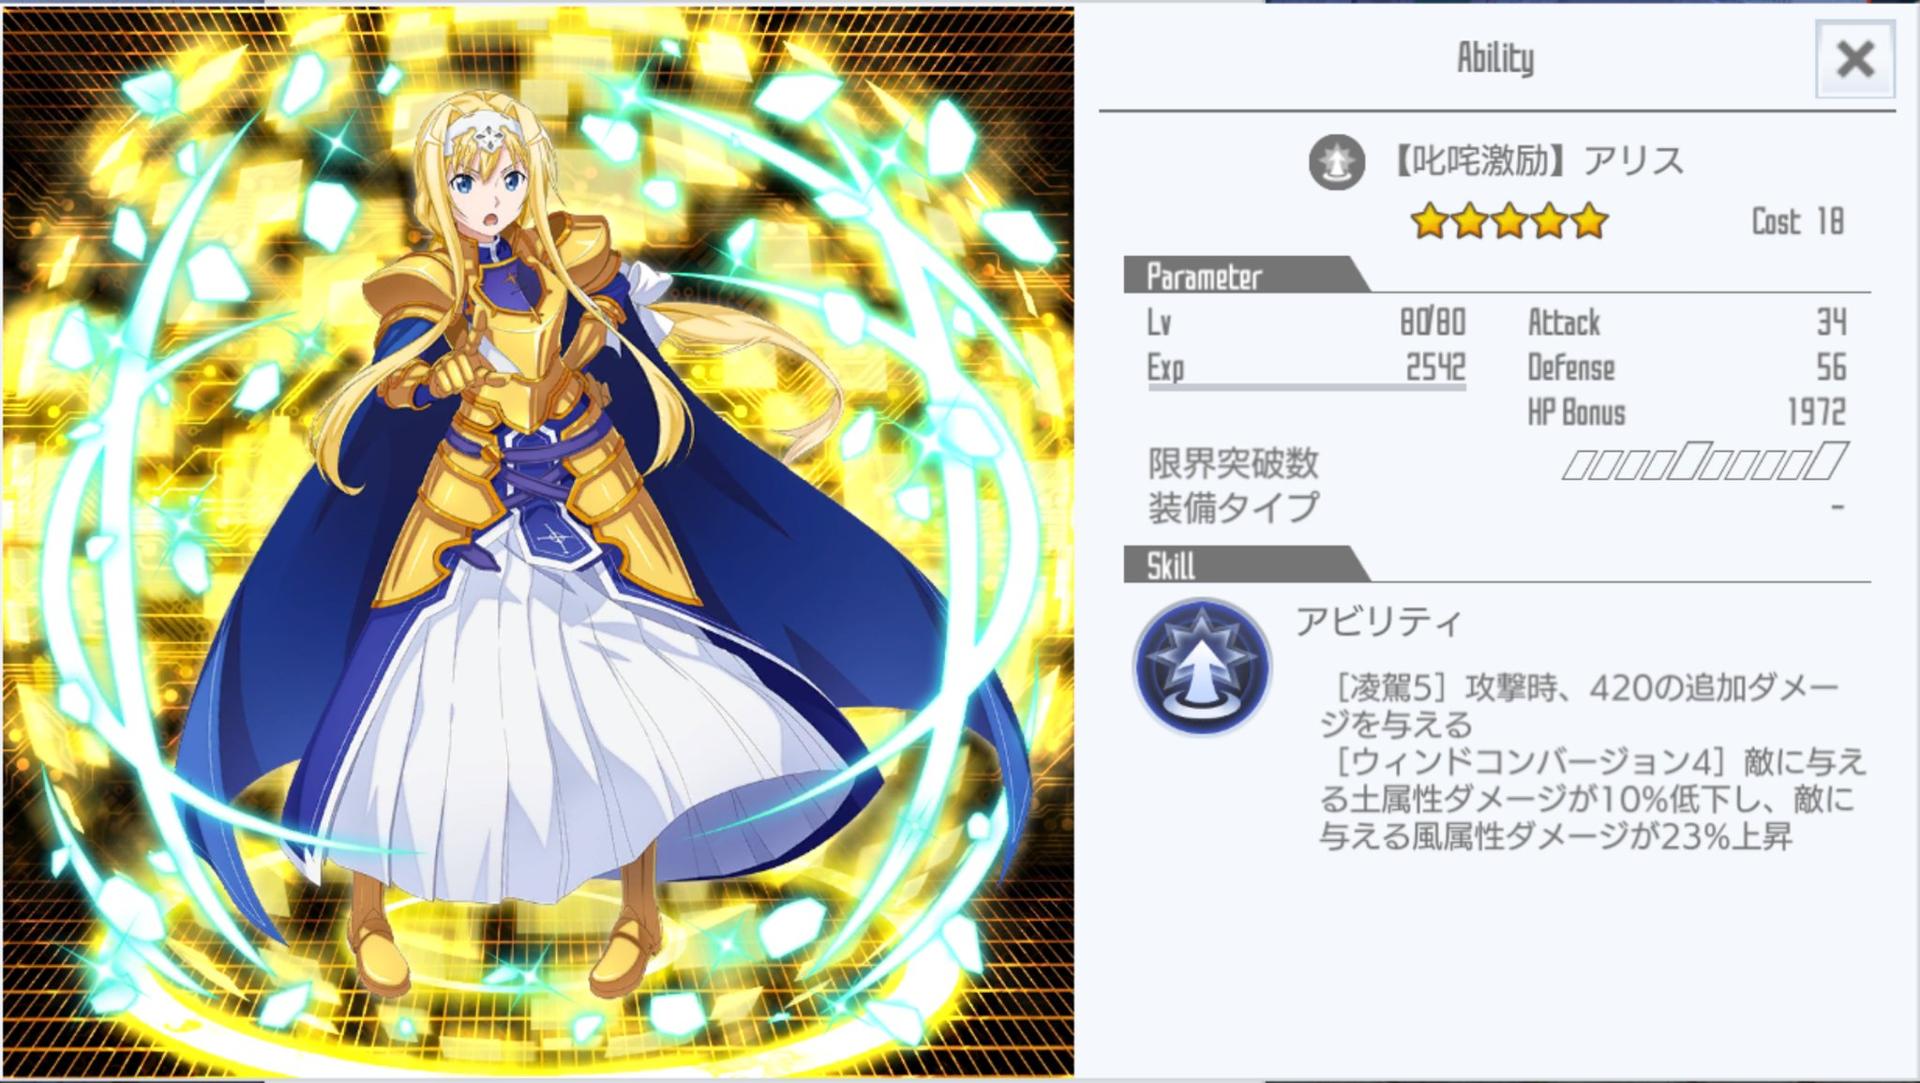 Ability
【叱咤激励】アリス
Cost 18
Parameter
Lv 80/80
Attack 34
Exp 2542
Defense 56
HP Bonus 1972
限界突破数
装備タイプ -
Skill
アビリティ
［凌駕5］攻撃時、420の追加ダメー
ジを与える
［ウィンドコンバージョン4］敵に与え
る土属性ダメージが10%低下し、敵に
与える風属性ダメージが23%上昇